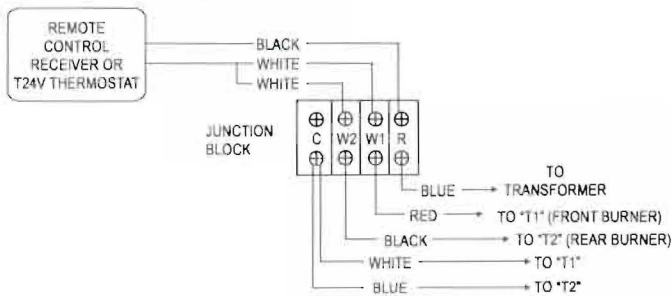 REMOTE
CONTROL
RECEIVER OR
T24V THERMOSTAT
BLACK
WHITE
WHITE
JUNCTION
BLOCK
C W2 W1 R
BLUE TO TRANSFORMER
RED TO "T1" (FRONT BURNER)
BLACK TO "T2" (REAR BURNER)
WHITE TO "T1"
BLUE TO "T2"